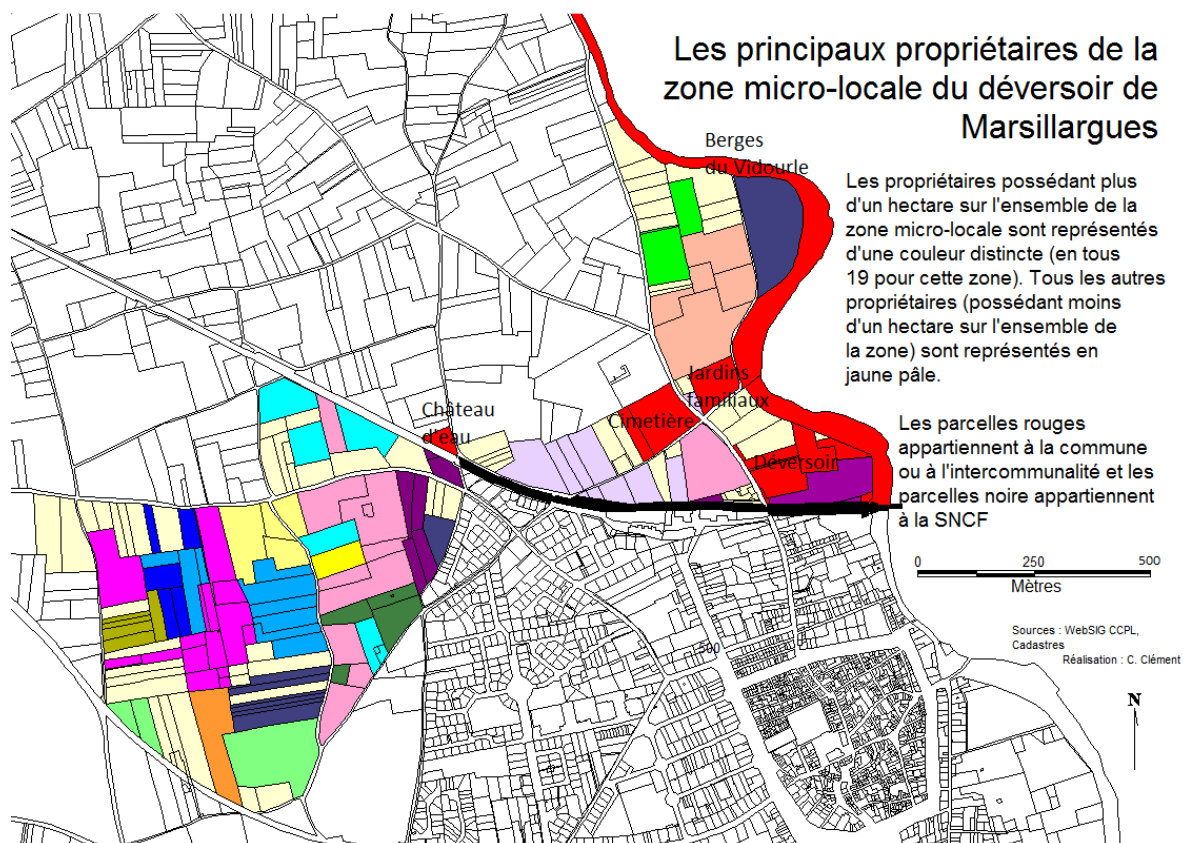 Les principaux propriétaires de la
zone micro-locale du déversoir de
Marsillargues
Berges
du Vidourle
Les propriétaires possédant plus
d'un hectare sur l'ensemble de la
zone micro-locale sont représentés
d'une couleur distincte (en tous
19 pour cette zone). Tous les autres
propriétaires (possédant moins
d'un hectare sur l'ensemble de
la zone) sont représentés en
jaune pâle.
Jardins
familiaux
Château
d'eau
Cimetière
Déversoir
Les parcelles rouges
appartiennent à la commune
ou à l'intercommunalité et les
parcelles noire appartiennent
à la SNCF
0 250 500
Mètres
Sources : WebSIG CCPL,
Cadastres
Réalisation : C. Clément
500
N